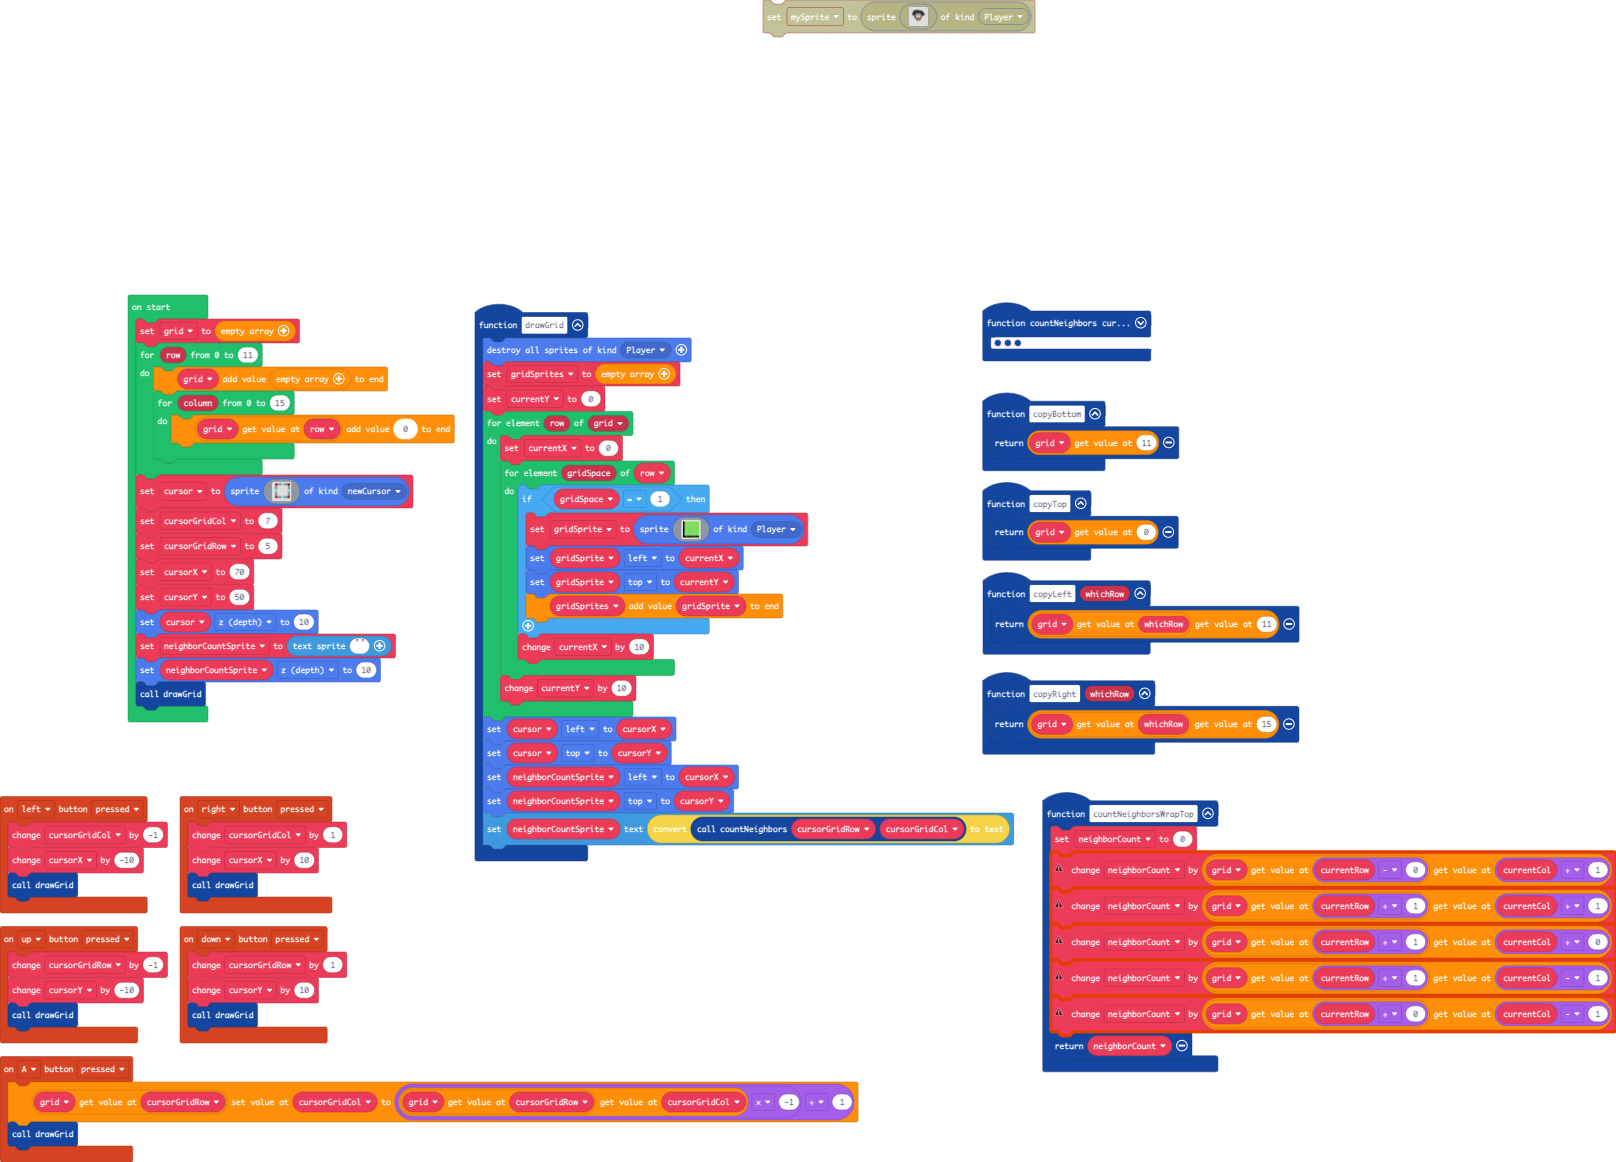 set mySprite to sprite of kind Player
on start
set grid to empty array
for row from 0 to 11
do grid add value empty array to end
for column from 0 to 15
do grid get value at row add value 0 to end
set cursor to sprite of kind newCursor
set cursorGridCol to 7
set cursorGridRow to 5
set cursorX to 70
set cursorY to 50
set cursor z (depth) to 10
set neighborCountSprite to text sprite " "
set neighborCountSprite z (depth) to 10
call drawGrid
function drawGrid
destroy all sprites of kind Player
set gridSprites to empty array
set currentY to 0
for element row of grid
do set currentX to 0
for element gridSpace of row
do if gridSpace = 1 then
set gridSprite to sprite of kind Player
set gridSprite left to currentX
set gridSprite top to currentY
gridSprites add value gridSprite to end
change currentX by 10
change currentY by 10
set cursor left to cursorX
set cursor top to cursorY
set neighborCountSprite left to cursorX
set neighborCountSprite top to cursorY
set neighborCountSprite text convert call countNeighbors cursorGridRow cursorGridCol to text
function countNeighbors cur...
function copyBottom
return grid get value at 11
function copyTop
return grid get value at 0
function copyLeft whichRow
return grid get value at whichRow get value at 11
function copyRight whichRow
return grid get value at whichRow get value at 15
on left button pressed
change cursorGridCol by -1
change cursorX by -10
call drawGrid
on right button pressed
change cursorGridCol by 1
change cursorX by 10
call drawGrid
on up button pressed
change cursorGridRow by -1
change cursorY by -10
call drawGrid
on down button pressed
change cursorGridRow by 1
change cursorY by 10
call drawGrid
on A button pressed
grid get value at cursorGridRow set value at cursorGridCol to grid get value at cursorGridRow get value at cursorGridCol × -1 + 1
call drawGrid
function countNeighborsWrapTop
set neighborCount to 0
change neighborCount by grid get value at currentRow - 0 get value at currentCol + 1
change neighborCount by grid get value at currentRow + 1 get value at currentCol + 1
change neighborCount by grid get value at currentRow + 1 get value at currentCol + 0
change neighborCount by grid get value at currentRow + 1 get value at currentCol - 1
change neighborCount by grid get value at currentRow + 0 get value at currentCol - 1
return neighborCount